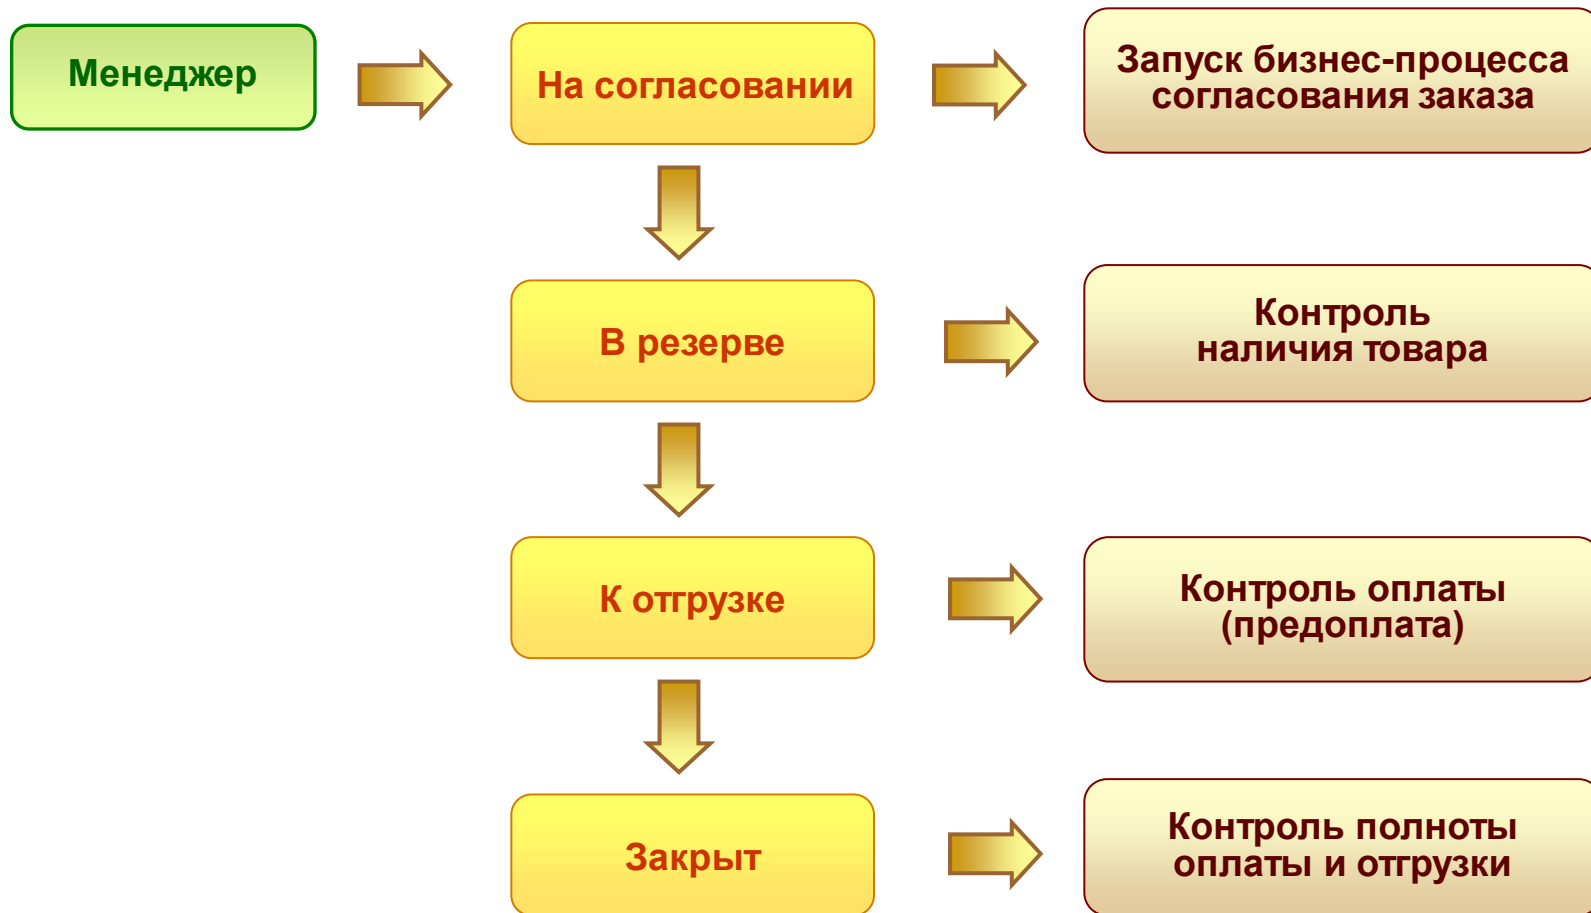 Менеджер
На согласовании
Запуск бизнес-процесса
согласования заказа
В резерве
Контроль
наличия товара
К отгрузке
Контроль оплаты
(предоплата)
Закрыт
Контроль полноты
оплаты и отгрузки